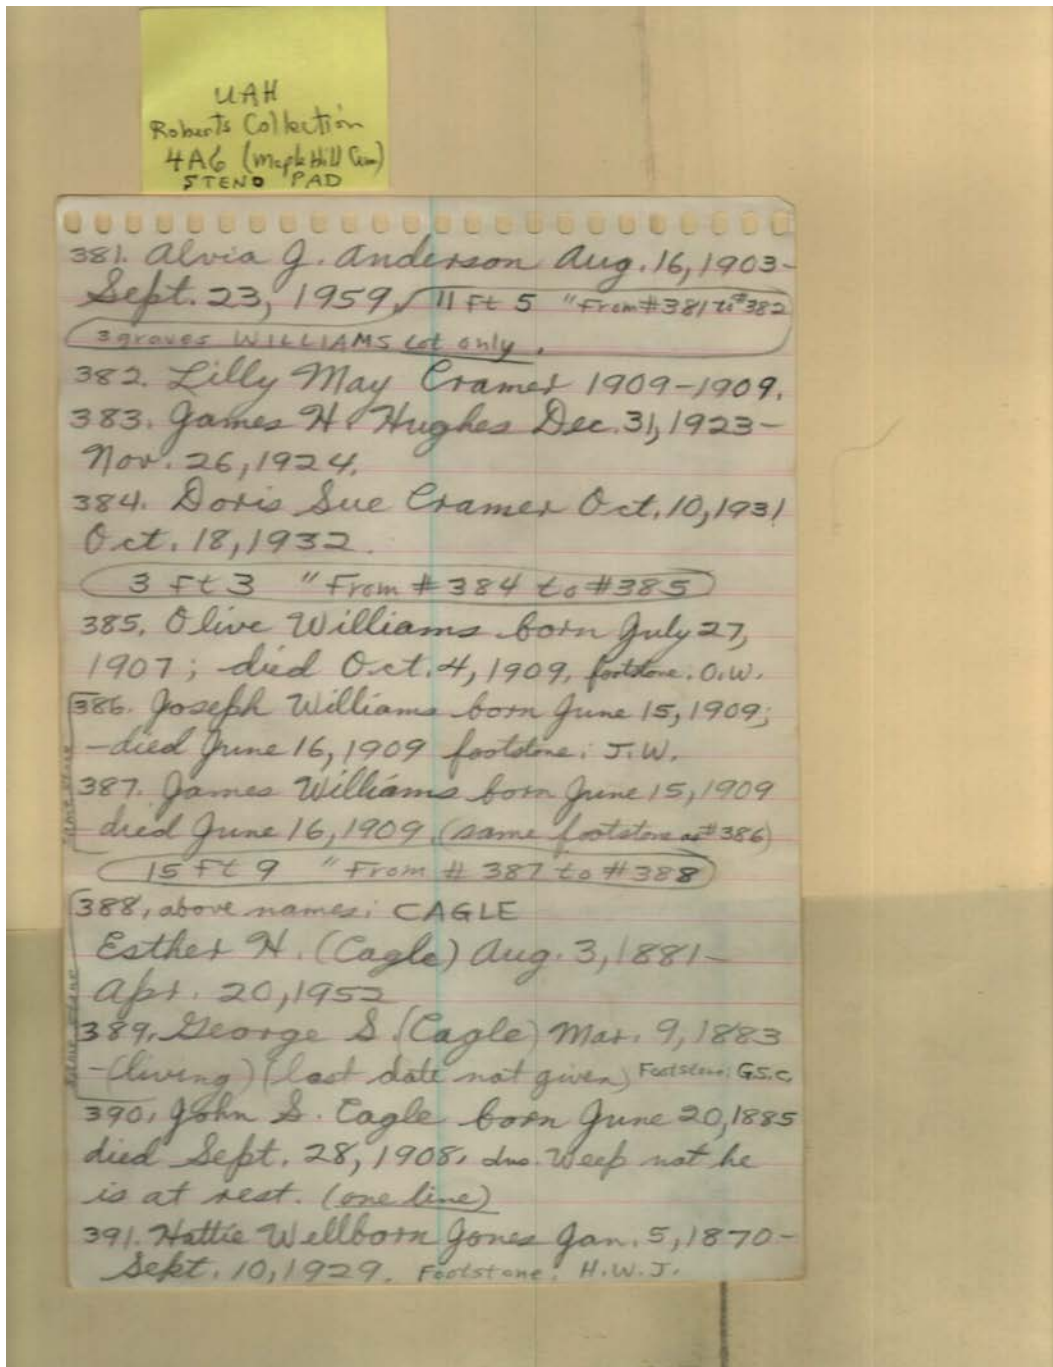 UAH
Roberts Collection
4A6 (Maple Hill Cem)
STENO PAD
381. Alvia J. Anderson Aug. 16, 1903-
Sept. 23, 1959. 11 Ft 5 " From #381 to #382
3 graves WILLIAMS Lot only.
382. Lilly May Cramer 1909-1909.
383. James H. Hughes Dec. 31, 1923-
Nov. 26, 1924.
384. Doris Sue Cramer Oct. 10, 1931
Oct. 18, 1932.
3 Ft 3 " From #384 to #385
385. Olive Williams born July 27,
1907; died Oct. 4, 1909. footstone: O.W.
386. Joseph Williams born June 15, 1909;
-died June 16, 1909 footstone: J.W.
387. James Williams born June 15, 1909
died June 16, 1909 (same footstone as #386)
same stone
15 Ft 9 " From # 387 to #388
388, above names: CAGLE
Esther H. (Cagle) Aug. 3, 1881-
Apr. 20, 1952
389. George S. (Cagle) Mar. 9, 1883
-(living) (last date not given) Footstone: G.S.C.
same stone
390. John S. Cagle born June 20, 1885
died Sept. 28, 1908. Ins. Weep not he
is at rest. (one line)
391. Hattie Wellborn Jones Jan. 5, 1870-
Sept. 10, 1929. Footstone: H.W.J.